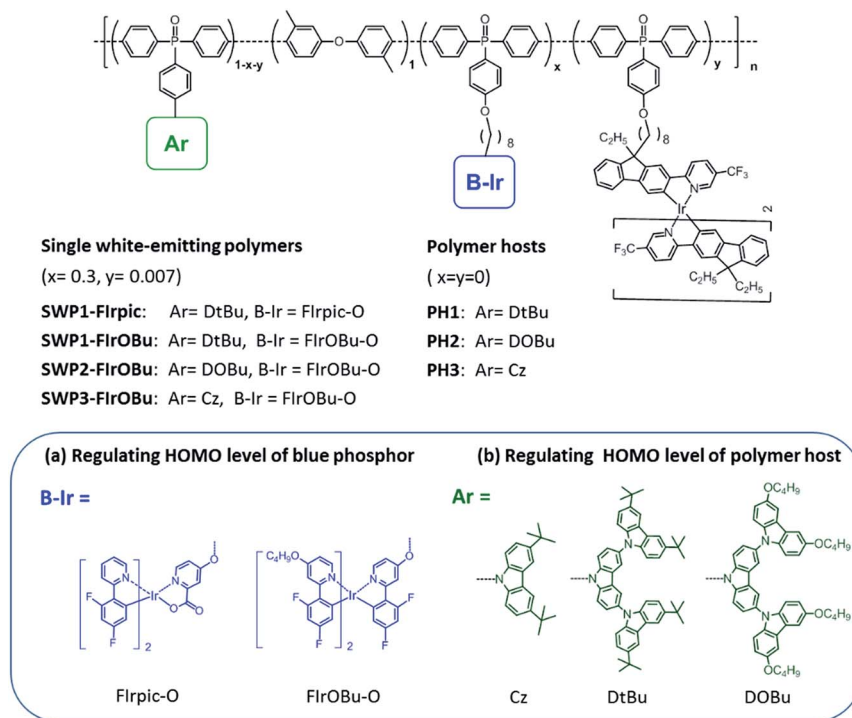 P O P O P O
1-x-y 1 x y n
O O O
Ar
8 8
C₂H₅
B-Ir
N CF₃
Ir 2
N
F₃C
C₂H₅ C₂H₅
Single white-emitting polymers
(x= 0.3, y= 0.007)
SWP1-FIrpic: Ar= DtBu, B-Ir = FIrpic-O
SWP1-FIrOBu: Ar= DtBu, B-Ir = FIrOBu-O
SWP2-FIrOBu: Ar= DOBu, B-Ir = FIrOBu-O
SWP3-FIrOBu: Ar= Cz, B-Ir = FIrOBu-O
Polymer hosts
( x=y=0)
PH1: Ar= DtBu
PH2: Ar= DOBu
PH3: Ar= Cz
(a) Regulating HOMO level of blue phosphor
B-Ir =
N N O
Ir
O O
F F 2
FIrpic-O
C₄H₉O O
N N
Ir
F F F F 2
FIrOBu-O
(b) Regulating HOMO level of polymer host
Ar =
N
Cz
N N N
DtBu
OC₄H₉
N OC₄H₉
N
N OC₄H₉
OC₄H₉
DOBu